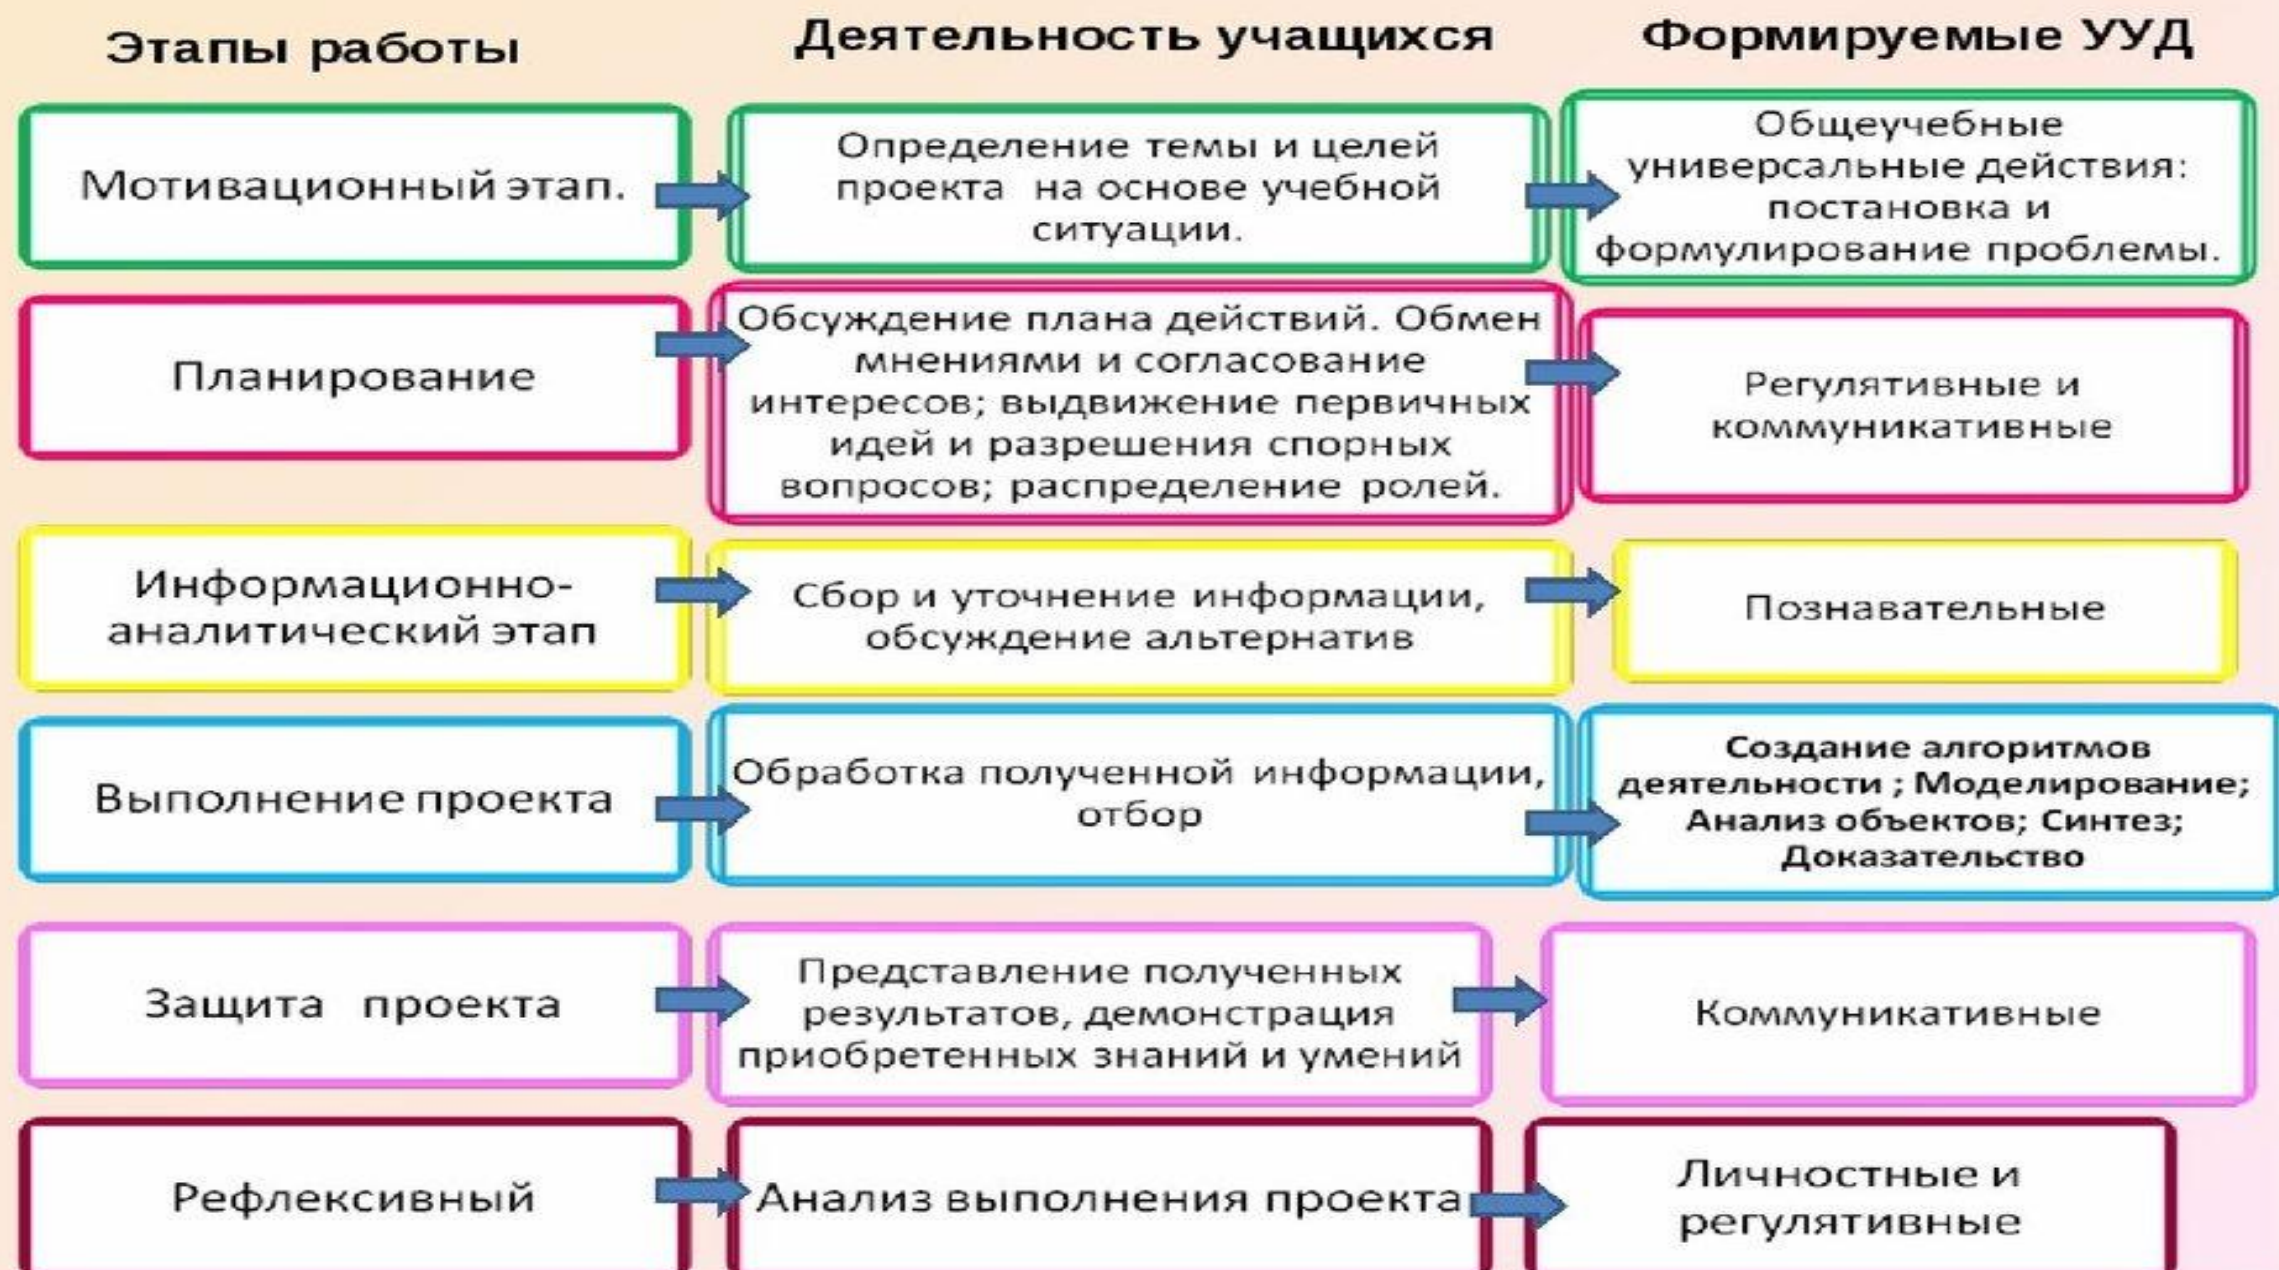 Этапы работы
Деятельность учащихся
Формируемые УУД
Мотивационный этап.
Определение темы и целей
проекта на основе учебной
ситуации.
Общеучебные
универсальные действия:
постановка и
формулирование проблемы.
Планирование
Обсуждение плана действий. Обмен
мнениями и согласование
интересов; выдвижение первичных
идей и разрешения спорных
вопросов; распределение ролей.
Регулятивные и
коммуникативные
Информационно-
аналитический этап
Сбор и уточнение информации,
обсуждение альтернатив
Познавательные
Выполнение проекта
Обработка полученной информации,
отбор
Создание алгоритмов
деятельности ; Моделирование;
Анализ объектов; Синтез;
Доказательство
Защита проекта
Представление полученных
результатов, демонстрация
приобретенных знаний и умений
Коммуникативные
Рефлексивный
Анализ выполнения проекта
Личностные и
регулятивные